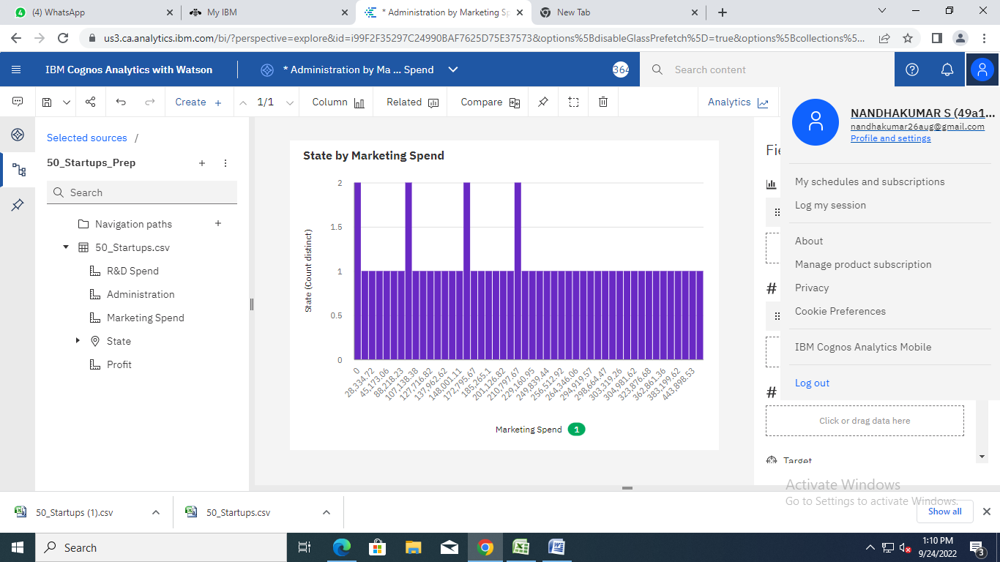 (4) WhatsApp
My IBM
* Administration by Marketing Sp
New Tab
us3.ca.analytics.ibm.com/bi/?perspective=explore&id=i99F2F35297C24990BAF7625D75E37573&options%5BdisableGlassPrefetch%5D=true&options%5Bcollections%5...
IBM Cognos Analytics with Watson
* Administration by Ma ... Spend
364
Search content
Create +
1/1
Column
Related
Compare
Analytics
NANDHAKUMAR S (49a1...
nandhakumar26aug@gmail.com
Profile and settings
My schedules and subscriptions
Log my session
About
Manage product subscription
Privacy
Cookie Preferences
IBM Cognos Analytics Mobile
Log out
Selected sources /
50_Startups_Prep
Search
Navigation paths
50_Startups.csv
R&D Spend
Administration
Marketing Spend
State
Profit
State by Marketing Spend
State (Count distinct)
2
1.5
1
0.5
0
0
28,334.72
45,173.06
88,218.23
107,138.38
127,716.82
137,962.62
148,001.11
172,795.67
185,265.1
201,126.82
210,797.67
229,160.95
249,839.44
256,512.92
264,346.06
294,919.57
298,664.47
303,319.26
304,981.62
323,876.68
362,861.36
383,199.62
443,898.53
Marketing Spend 1
Fie
#
#
Click or drag data here
Target
Activate Windows
Go to Settings to activate Windows.
50_Startups (1).csv
50_Startups.csv
Show all
Search
1:10 PM
9/24/2022
3